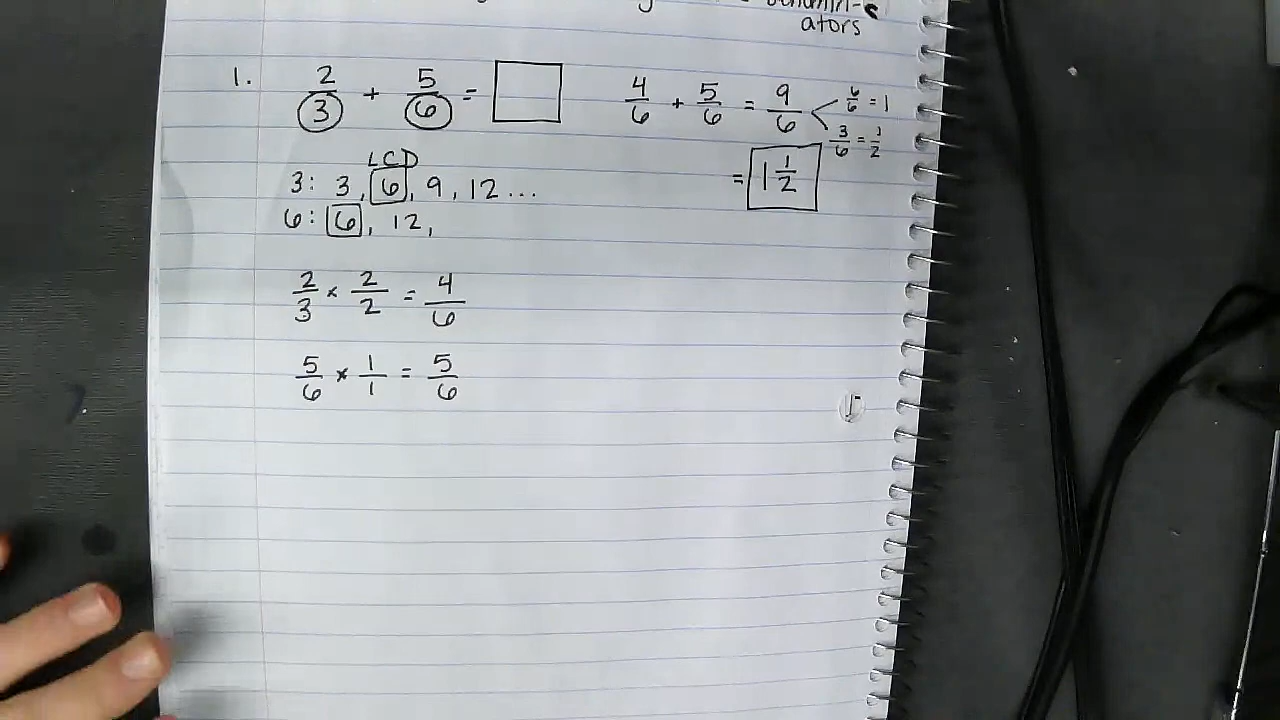 denomin-
ators
1. 2/3 + 5/6 = 4/6 + 5/6 = 9/6 6/6 = 1
3/6 = 1/2
= 1 1/2
LCD
3: 3, 6, 9, 12...
6: 6, 12,
2/3 × 2/2 = 4/6
5/6 × 1/1 = 5/6